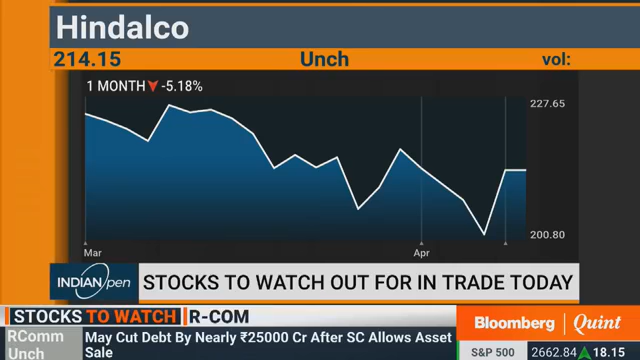 Hindalco
214.15 Unch vol:
1 MONTH -5.18%
227.65
200.80
Mar Apr
INDIAN Open STOCKS TO WATCH OUT FOR IN TRADE TODAY
STOCKS TO WATCH R-COM
Bloomberg | Quint
RComm
Unch
May Cut Debt By Nearly ₹25000 Cr After SC Allows Asset
Sale
S&P 500 2662.84 18.15